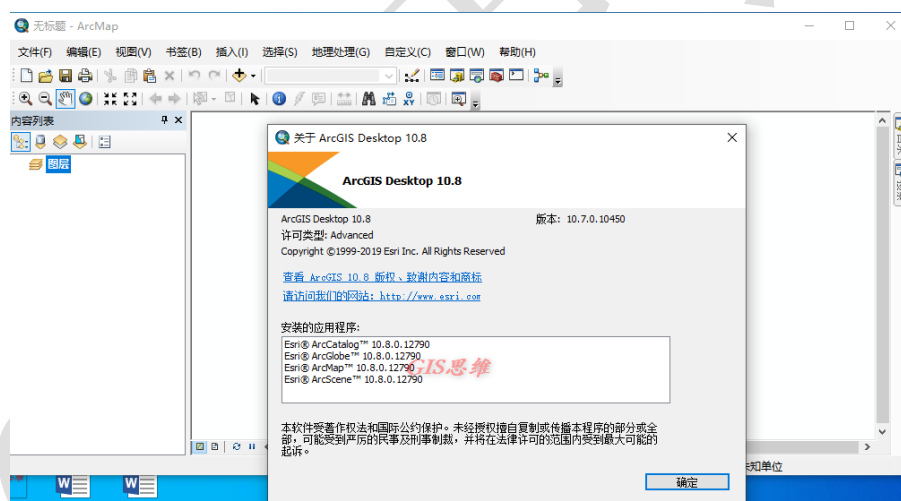 无标题 - ArcMap
文件(F) 编辑(E) 视图(V) 书签(B) 插入(I) 选择(S) 地理处理(G) 自定义(C) 窗口(W) 帮助(H)
内容列表
图层
关于 ArcGIS Desktop 10.8
ArcGIS Desktop 10.8
ArcGIS Desktop 10.8 版本: 10.7.0.10450
许可类型: Advanced
Copyright ©1999-2019 Esri Inc. All Rights Reserved
查看 ArcGIS 10.8 版权、致谢内容和商标
请访问我们的网站: http://www.esri.com
安装的应用程序:
Esri® ArcCatalog™ 10.8.0.12790
Esri® ArcGlobe™ 10.8.0.12790
Esri® ArcMap™ 10.8.0.12790
Esri® ArcScene™ 10.8.0.12790
GIS思维
本软件受著作权法和国际公约保护。未经授权擅自复制或传播本程序的部分或全
部，可能受到严厉的民事及刑事制裁，并将在法律许可的范围内受到最大可能的
起诉。
确定
知单位